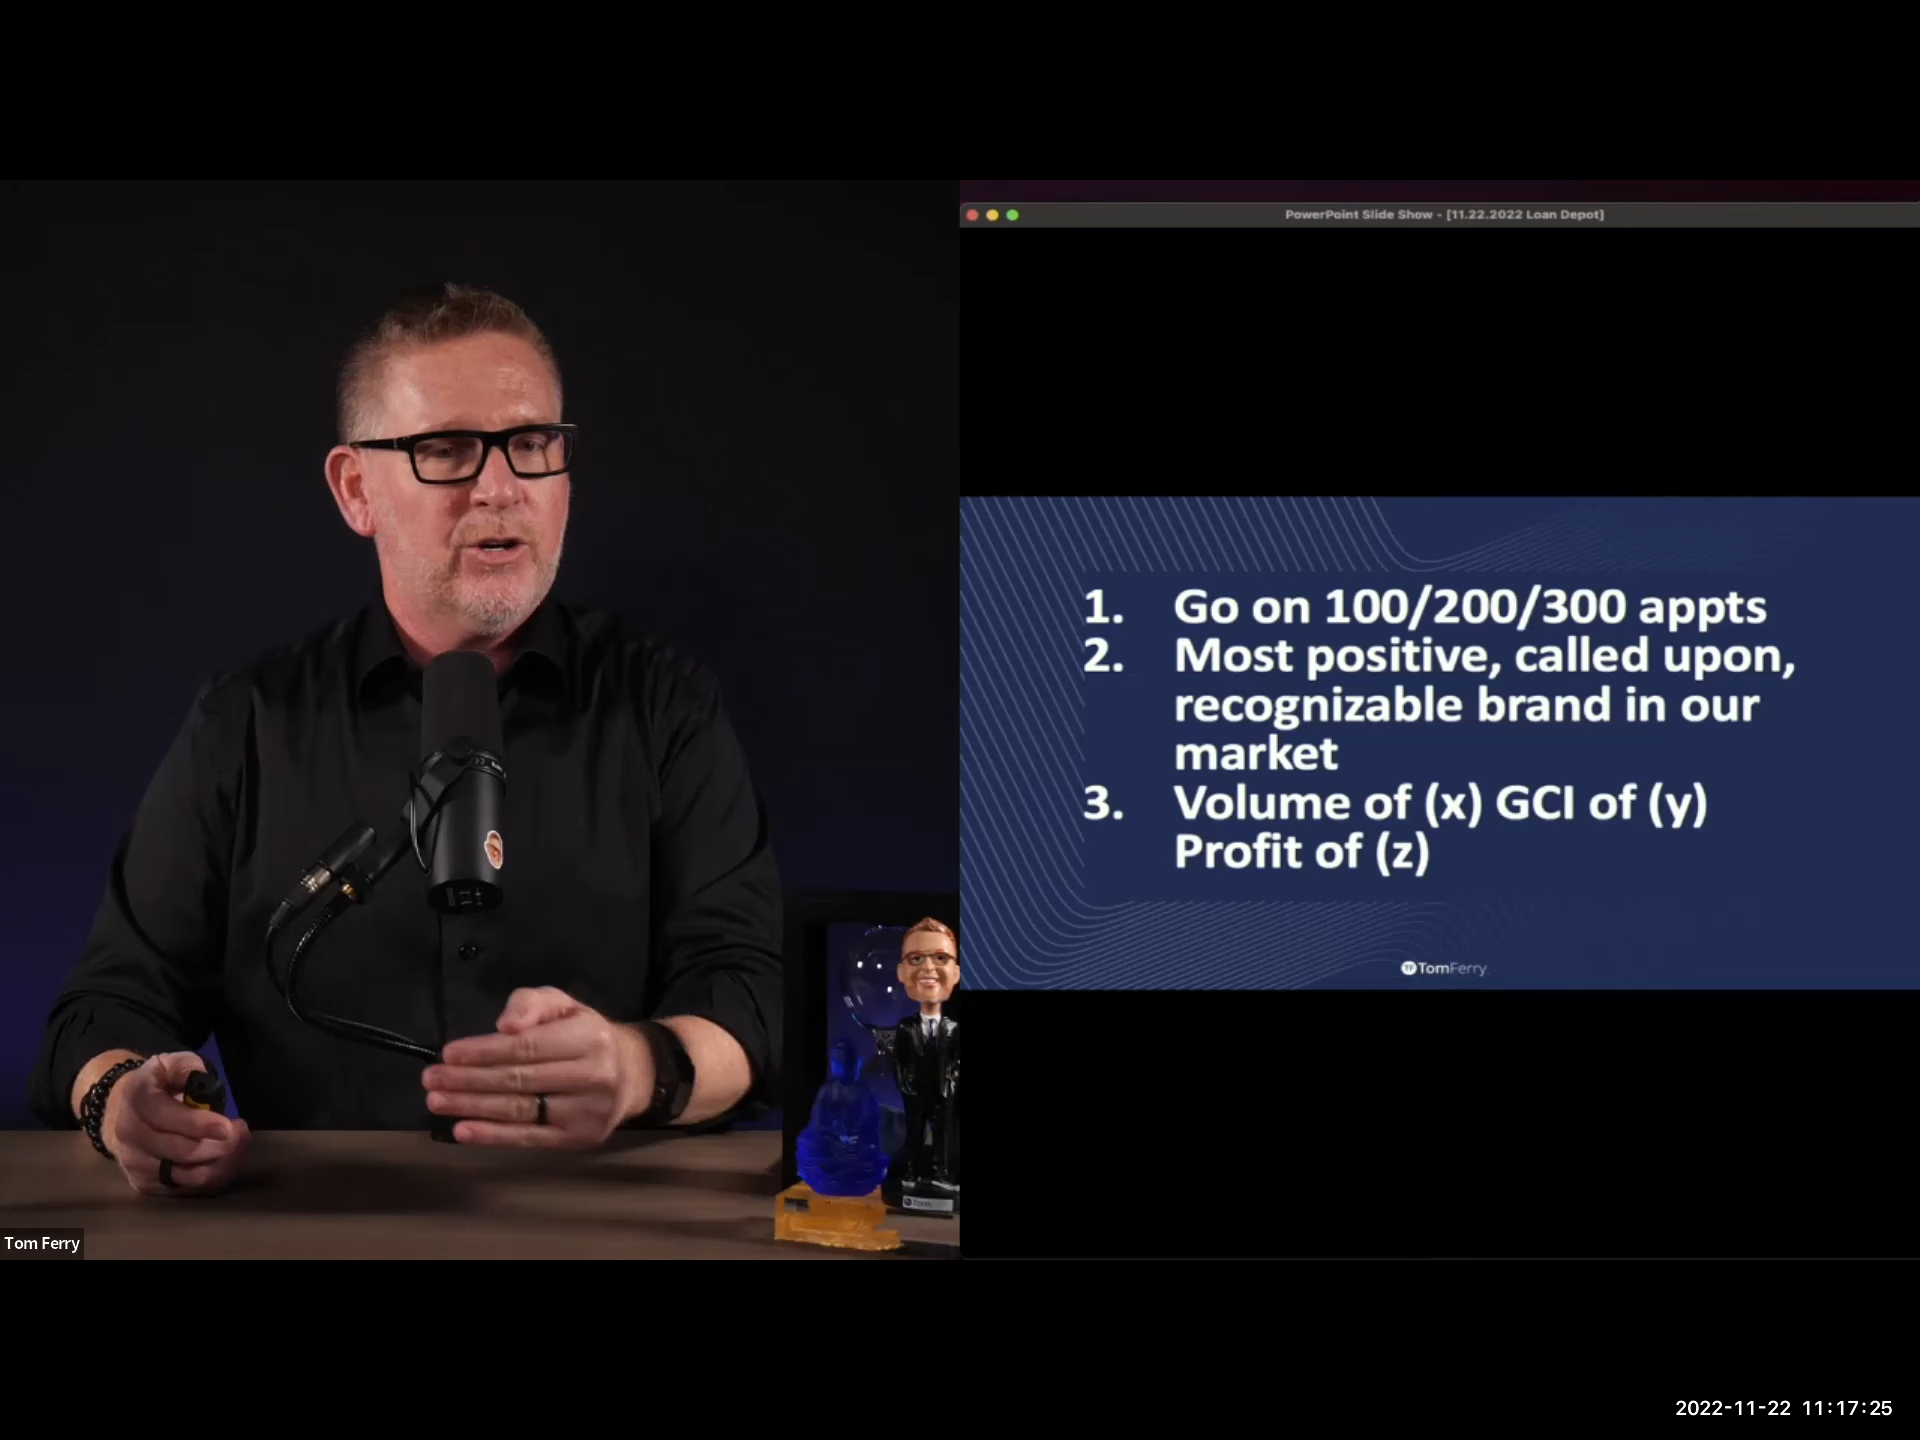 PowerPoint Slide Show - [11.22.2022 Loan Depot]
1. Go on 100/200/300 appts
2. Most positive, called upon,
recognizable brand in our
market
3. Volume of (x) GCI of (y)
Profit of (z)
TF TomFerry
Tom Ferry
2022-11-22 11:17:25